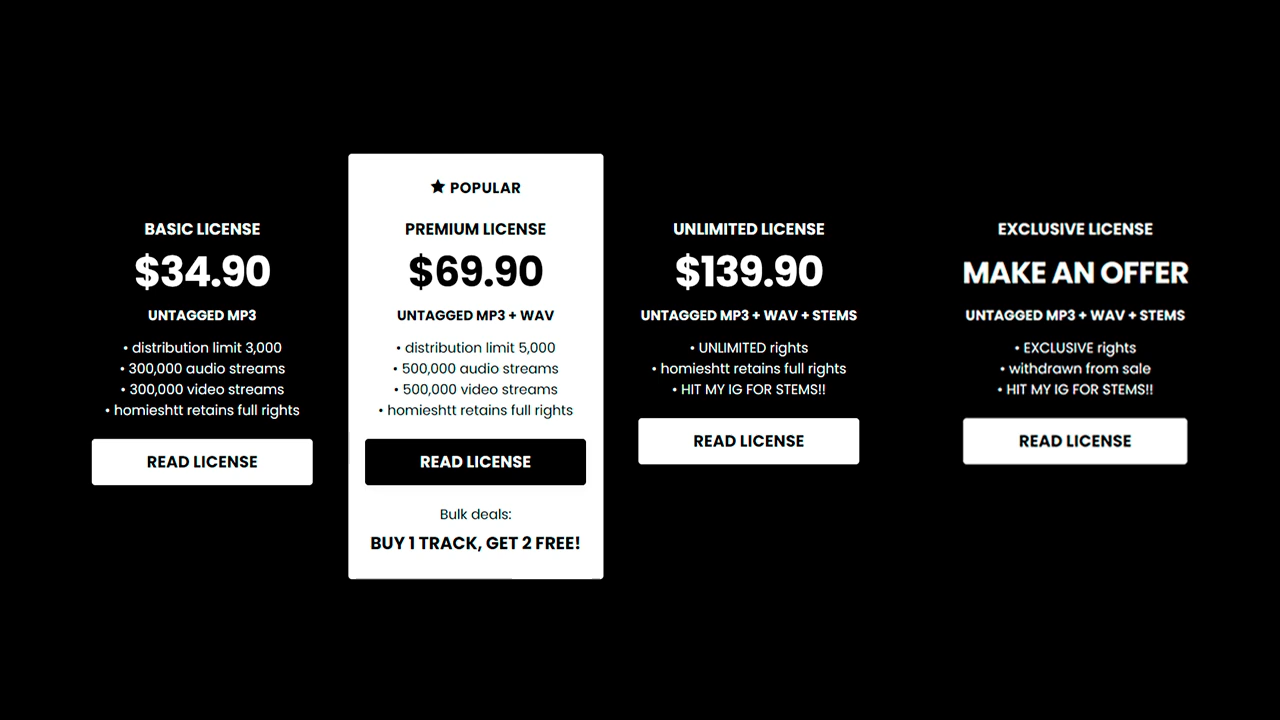 BASIC LICENSE
$34.90
UNTAGGED MP3
• distribution limit 3,000
• 300,000 audio streams
• 300,000 video streams
• homieshtt retains full rights
READ LICENSE
★ POPULAR
PREMIUM LICENSE
$69.90
UNTAGGED MP3 + WAV
• distribution limit 5,000
• 500,000 audio streams
• 500,000 video streams
• homieshtt retains full rights
READ LICENSE
Bulk deals:
BUY 1 TRACK, GET 2 FREE!
UNLIMITED LICENSE
$139.90
UNTAGGED MP3 + WAV + STEMS
• UNLIMITED rights
• homieshtt retains full rights
• HIT MY IG FOR STEMS!!
READ LICENSE
EXCLUSIVE LICENSE
MAKE AN OFFER
UNTAGGED MP3 + WAV + STEMS
• EXCLUSIVE rights
• withdrawn from sale
• HIT MY IG FOR STEMS!!
READ LICENSE